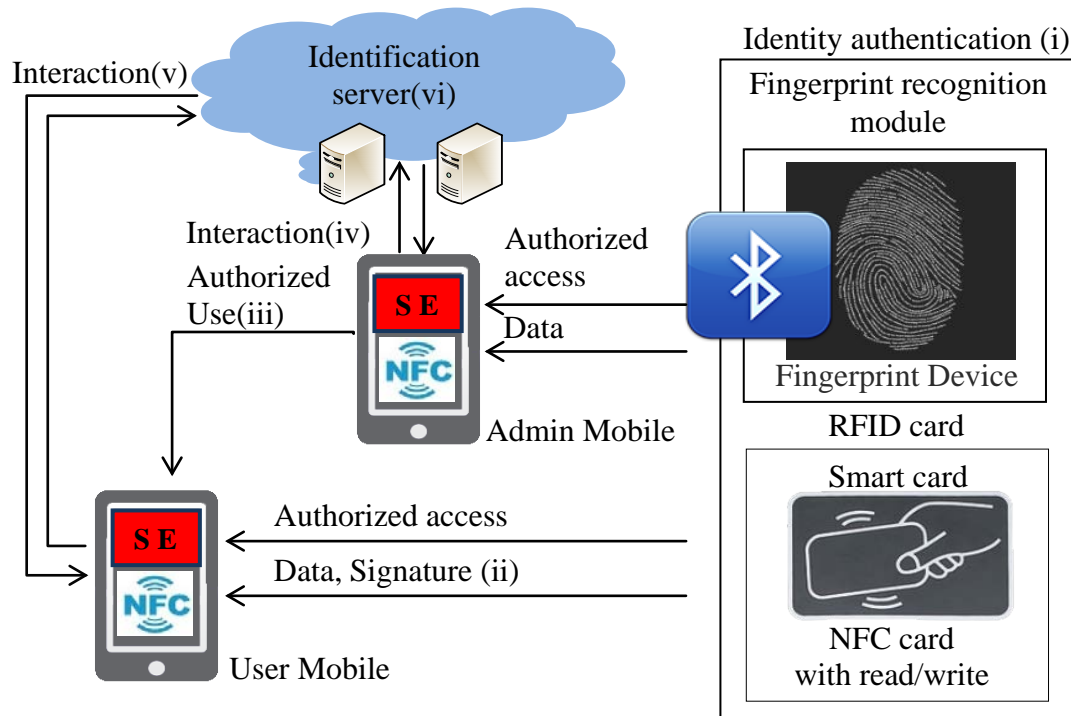 Identity authentication (i)
Identification
server(vi)
Interaction(v)
Fingerprint recognition
module
Interaction(iv)
Authorized
access
Authorized
Use(iii)
S E
Data
NFC
Fingerprint Device
Admin Mobile
RFID card
Smart card
Authorized access
S E
Data, Signature (ii)
NFC
NFC card
with read/write
User Mobile